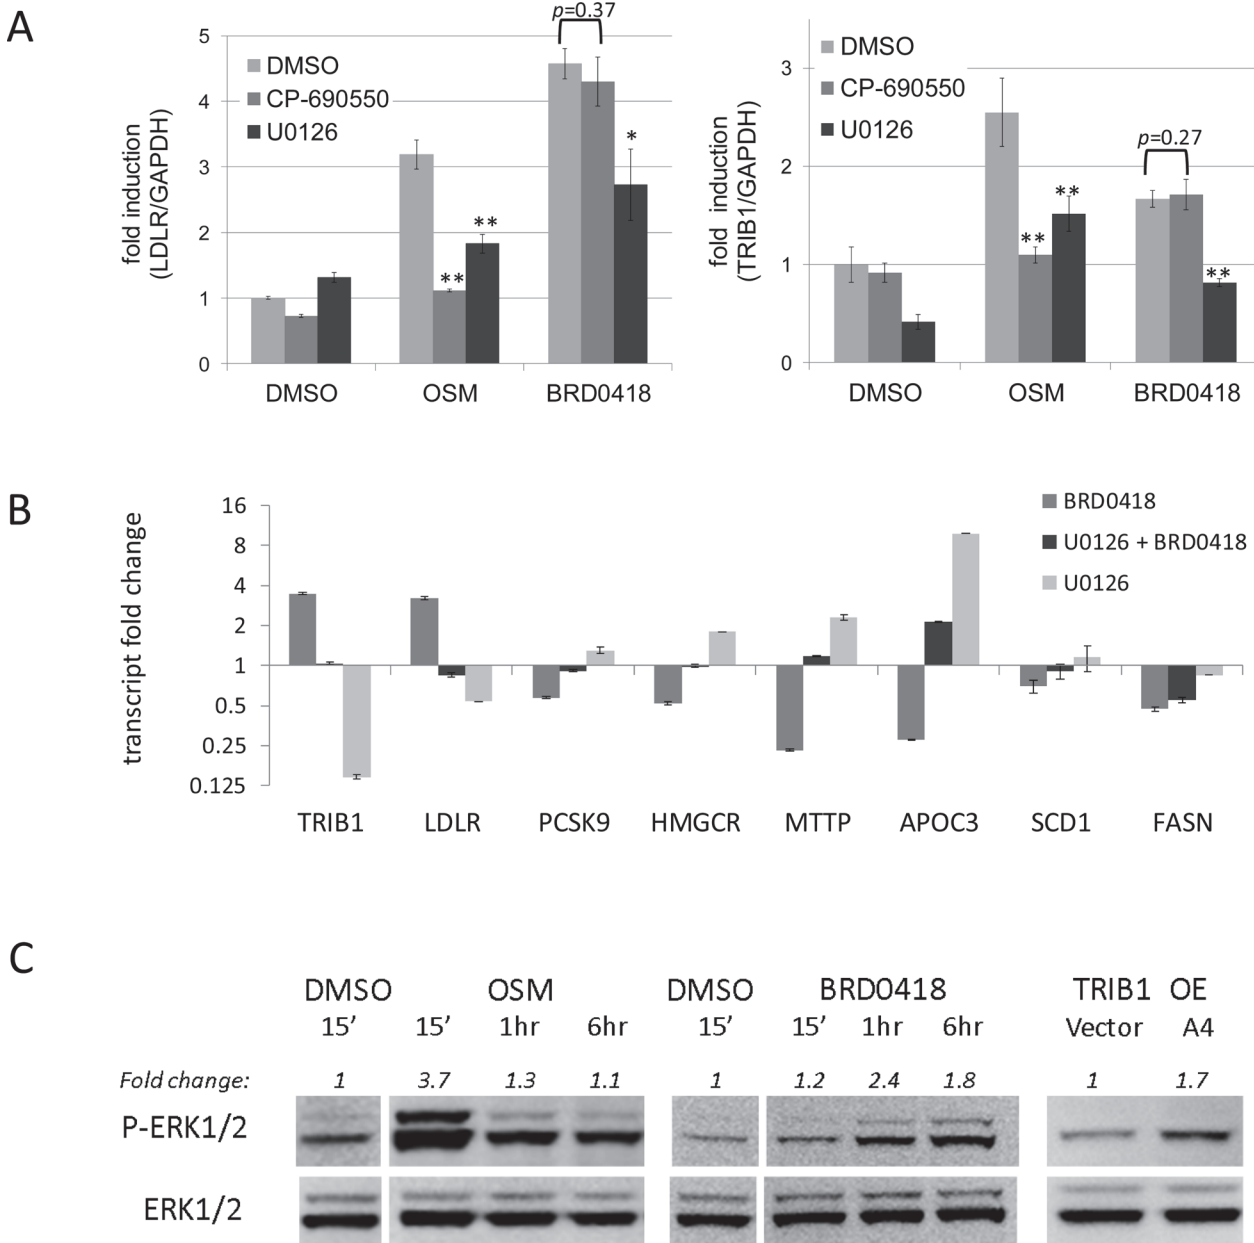 A
p=0.37
5
4
3
2
1
0
fold induction
(LDLR/GAPDH)
DMSO
CP-690550
U0126
**
**
*
DMSO OSM BRD0418
3
2
1
0
fold induction
(TRIB1/GAPDH)
DMSO
CP-690550
U0126
p=0.27
**
**
**
DMSO OSM BRD0418
B
transcript fold change
16
8
4
2
1
0.5
0.25
0.125
BRD0418
U0126 + BRD0418
U0126
TRIB1 LDLR PCSK9 HMGCR MTTP APOC3 SCD1 FASN
C
DMSO OSM DMSO BRD0418 TRIB1 OE
15’ 15’ 1hr 6hr 15’ 15’ 1hr 6hr Vector A4
Fold change: 1 3.7 1.3 1.1 1 1.2 2.4 1.8 1 1.7
P-ERK1/2
ERK1/2